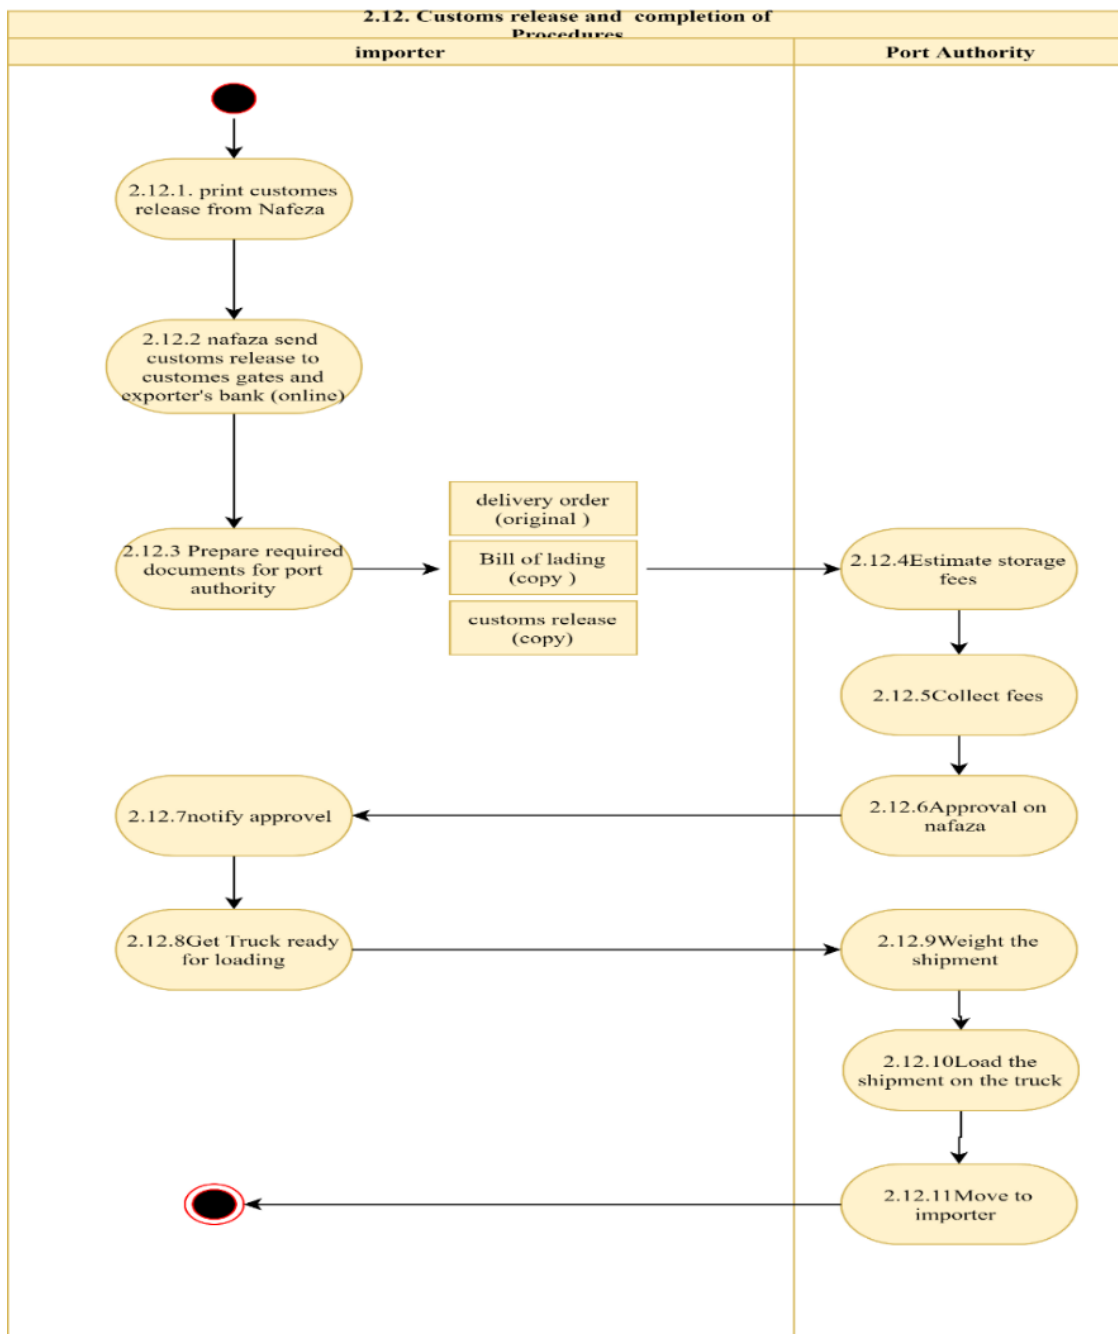 2.12. Customs release and completion of
Procedures
importer
Port Authority
2.12.1. print customes
release from Nafeza
2.12.2 nafaza send
customs release to
customes gates and
exporter's bank (online)
delivery order
(original )
2.12.3 Prepare required
documents for port
authority
Bill of lading
(copy )
customs release
(copy)
2.12.4Estimate storage
fees
2.12.5Collect fees
2.12.6Approval on
nafaza
2.12.7notify approvel
2.12.8Get Truck ready
for loading
2.12.9Weight the
shipment
2.12.10Load the
shipment on the truck
2.12.11Move to
importer